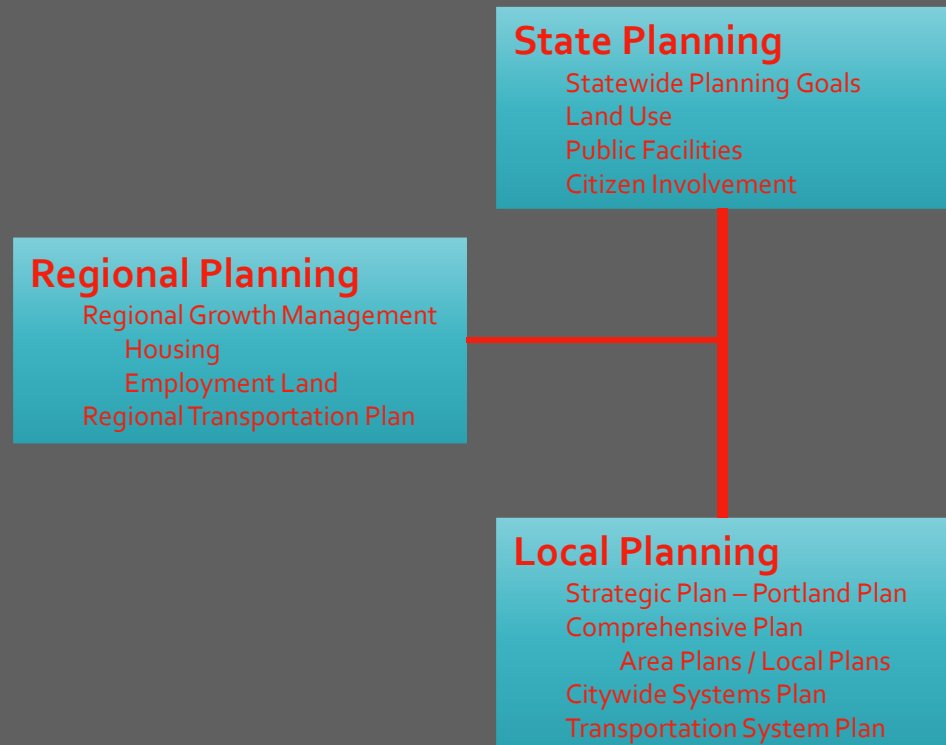 State Planning
Statewide Planning Goals
Land Use
Public Facilities
Citizen Involvement
Regional Planning
Regional Growth Management
Housing
Employment Land
Regional Transportation Plan
Local Planning
Strategic Plan – Portland Plan
Comprehensive Plan
Area Plans / Local Plans
Citywide Systems Plan
Transportation System Plan